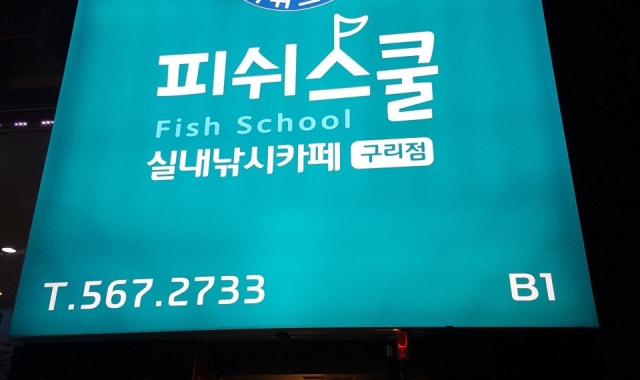 피쉬스쿨
Fish School
실내낚시카페 구리점
T.567.2733
B1